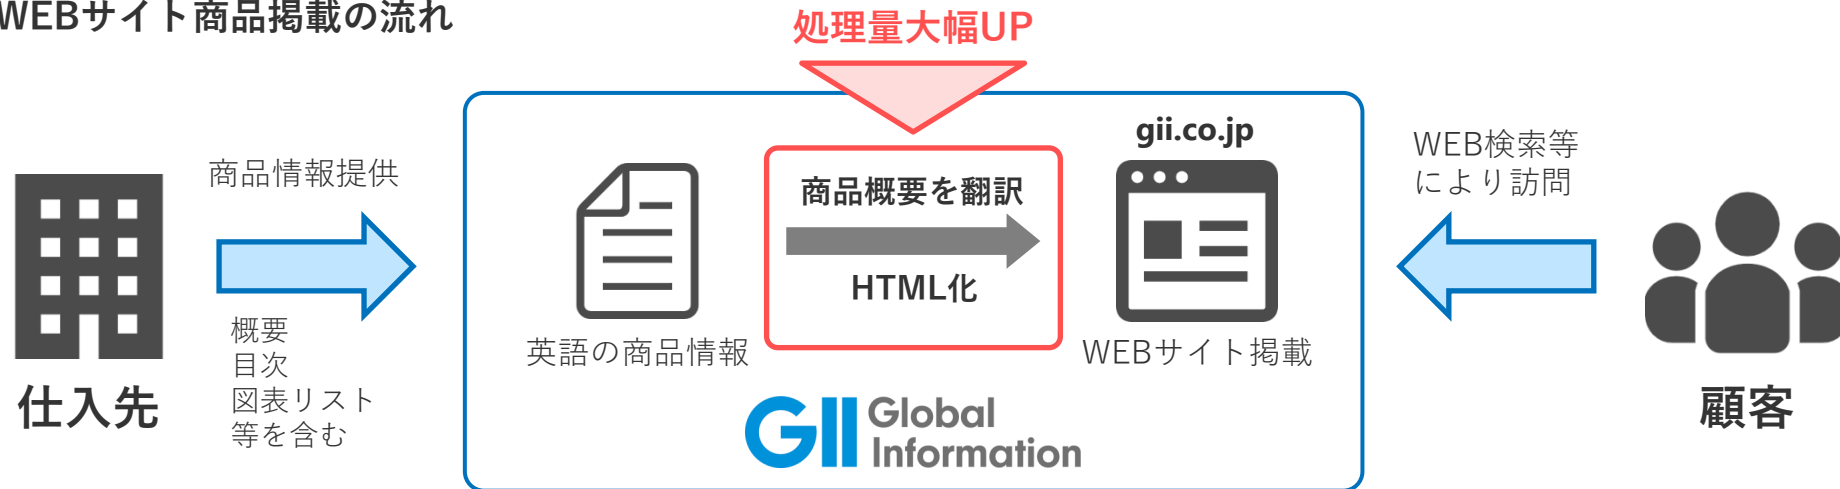 WEBサイト商品掲載の流れ
処理量大幅UP
商品情報提供
概要
目次
図表リスト
等を含む
仕入先
英語の商品情報
商品概要を翻訳
HTML化
gii.co.jp
WEBサイト掲載
GII Global
Information
WEB検索等
により訪問
顧客